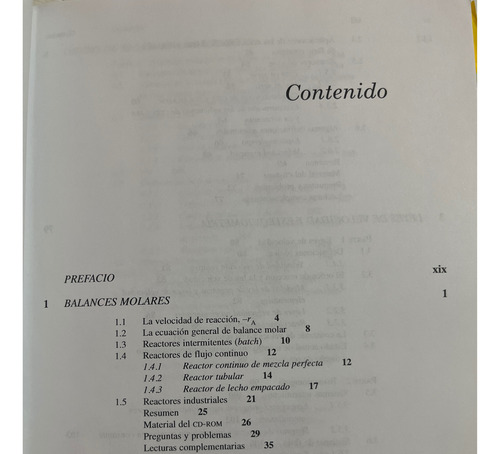 Contenido
PREFACIO xix
1 BALANCES MOLARES 1
1.1 La velocidad de reacción, –rA 4
1.2 La ecuación general de balance molar 8
1.3 Reactores intermitentes (batch) 10
1.4 Reactores de flujo continuo 12
1.4.1 Reactor continuo de mezcla perfecta 12
1.4.2 Reactor tubular 14
1.4.3 Reactor de lecho empacado 17
1.5 Reactores industriales 21
Resumen 25
Material del CD-ROM 26
Preguntas y problemas 29
Lecturas complementarias 35